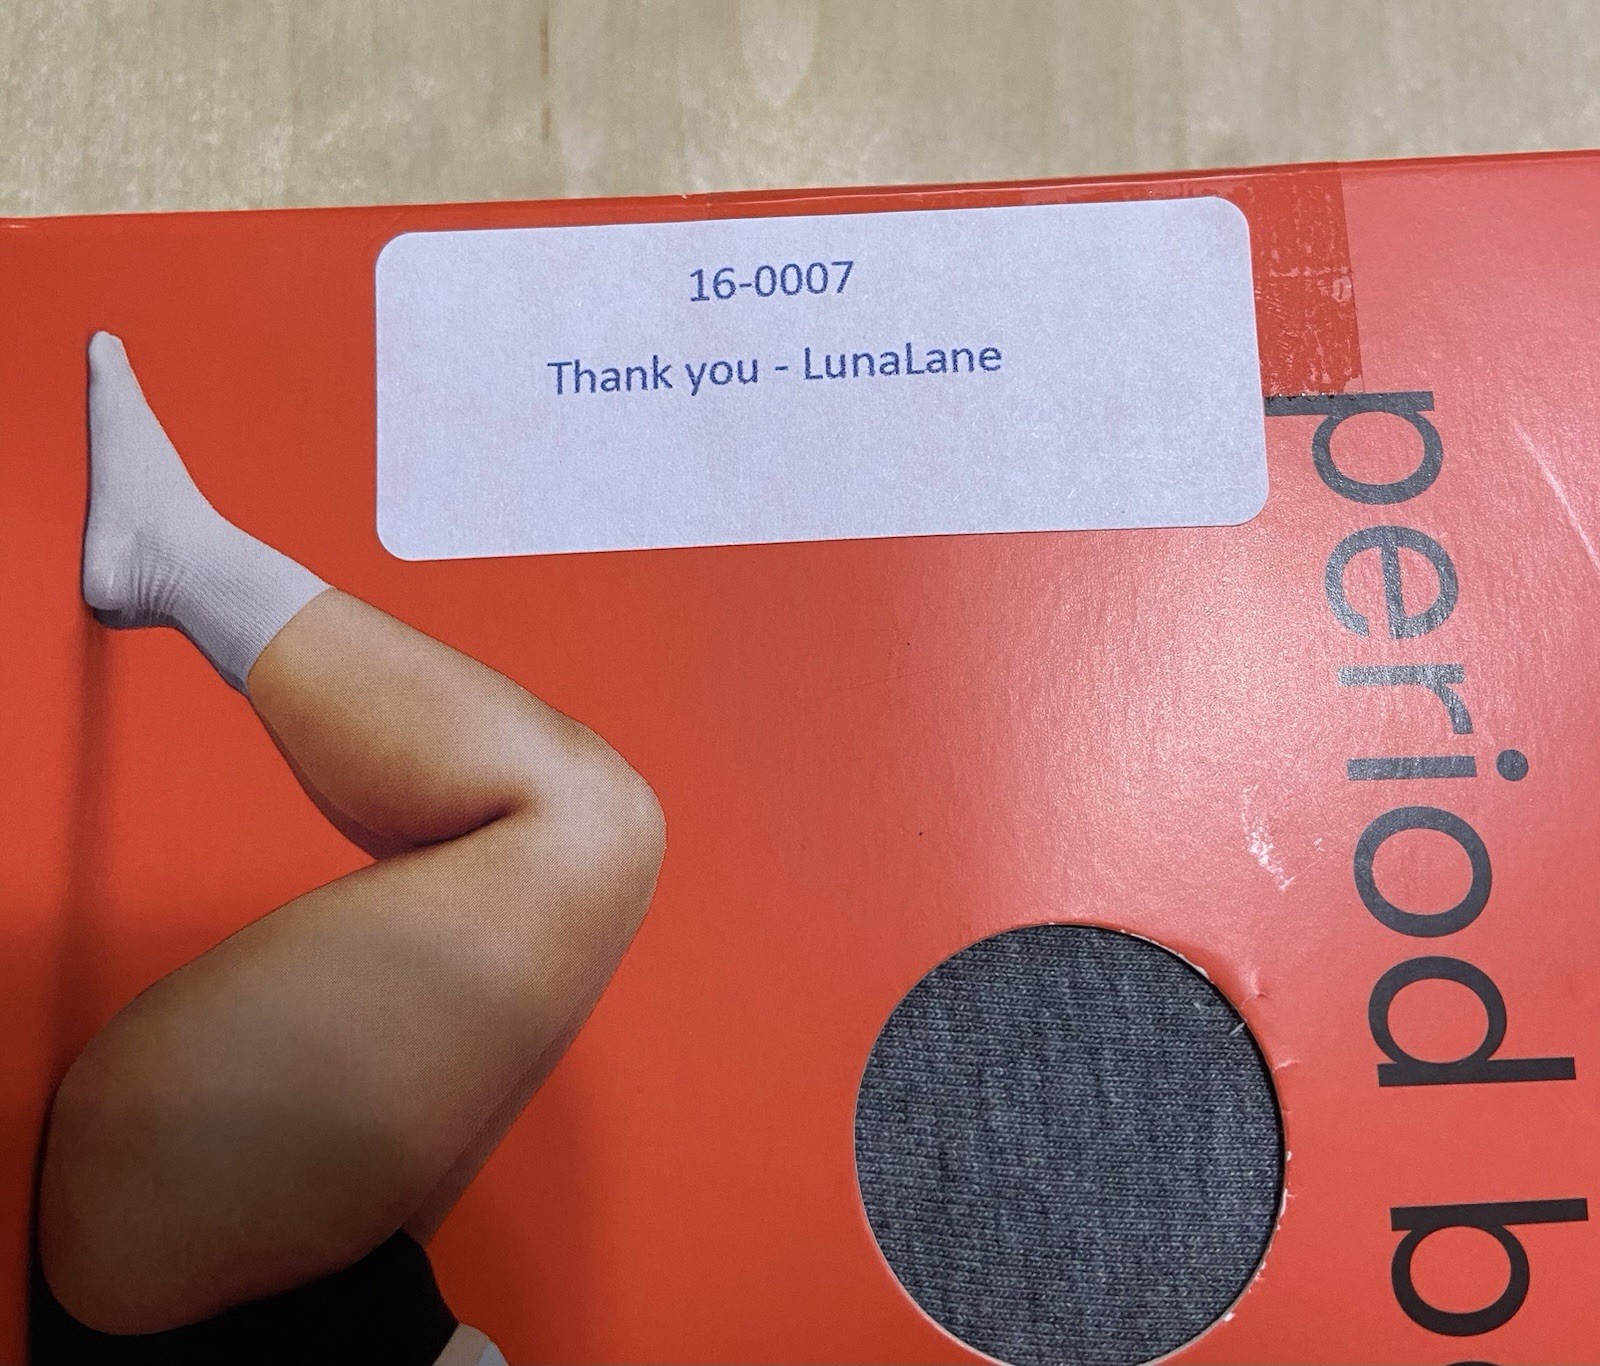 16-0007
Thank you - LunaLane
period b